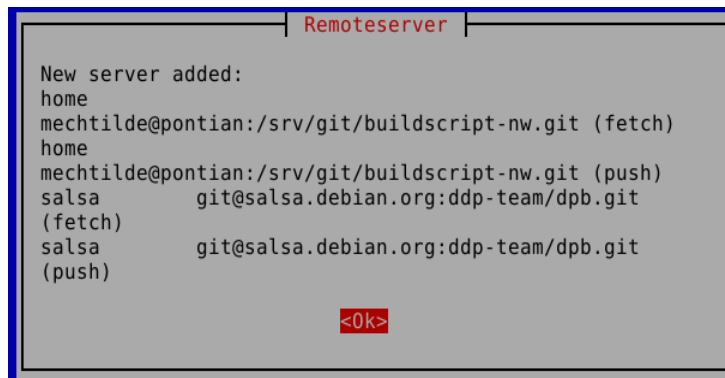 Remoteserver
New server added:
home
mechtilde@pontian:/srv/git/buildscript-nw.git (fetch)
home
mechtilde@pontian:/srv/git/buildscript-nw.git (push)
salsa git@salsa.debian.org:ddp-team/dpb.git
(fetch)
salsa git@salsa.debian.org:ddp-team/dpb.git
(push)
<Ok>